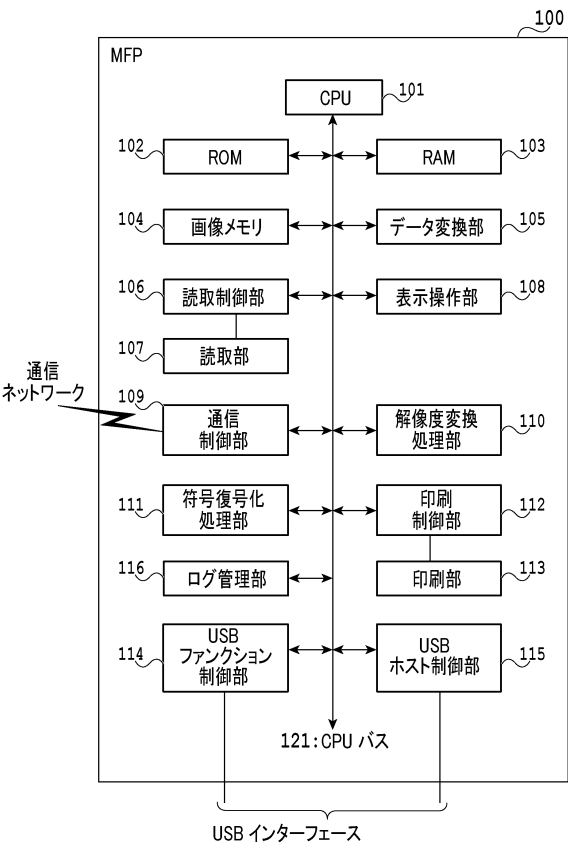 100
MFP
CPU
101
102
ROM
RAM
103
104
画像メモリ
データ変換部
105
106
読取制御部
表示操作部
108
107
読取部
通信
ネットワーク
109
通信
制御部
解像度変換
処理部
110
111
符号復号化
処理部
印刷
制御部
112
116
ログ管理部
印刷部
113
114
USB
ファンクション
制御部
USB
ホスト制御部
115
121:CPU バス
USB インターフェース